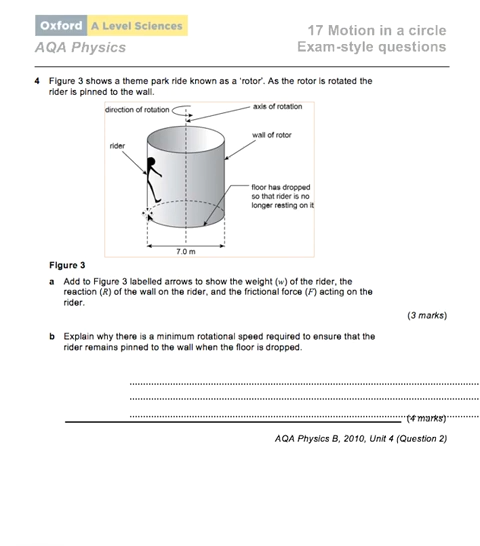 Oxford A Level Sciences
AQA Physics
17 Motion in a circle
Exam-style questions
4 Figure 3 shows a theme park ride known as a 'rotor'. As the rotor is rotated the
rider is pinned to the wall.
direction of rotation
axis of rotation
wall of rotor
rider
floor has dropped
so that rider is no
longer resting on it
7.0 m
Figure 3
a Add to Figure 3 labelled arrows to show the weight (w) of the rider, the
reaction (R) of the wall on the rider, and the frictional force (F) acting on the
rider.
(3 marks)
b Explain why there is a minimum rotational speed required to ensure that the
rider remains pinned to the wall when the floor is dropped.
(4 marks)
AQA Physics B, 2010, Unit 4 (Question 2)